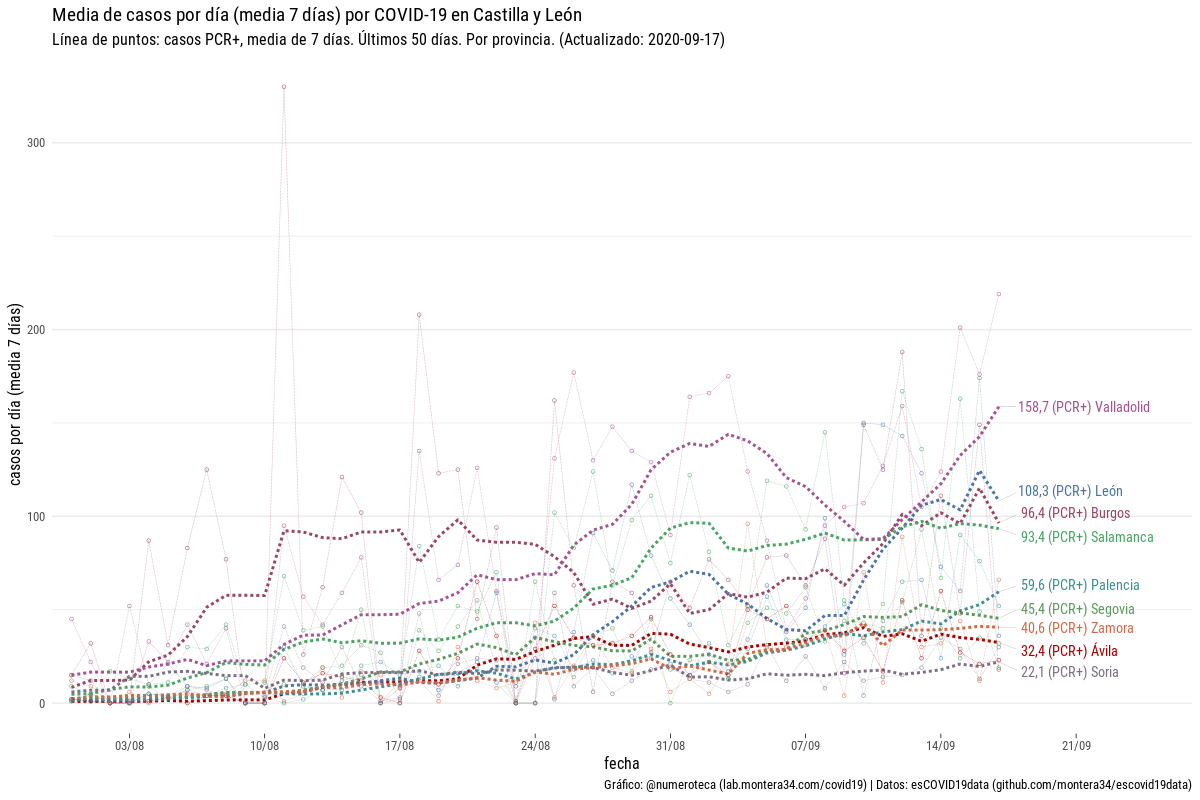 Media de casos por día (media 7 días) por COVID-19 en Castilla y León
Línea de puntos: casos PCR+, media de 7 días. Últimos 50 días. Por provincia. (Actualizado: 2020-09-17)
casos por día (media 7 días)
300
200
100
0
158,7 (PCR+) Valladolid
108,3 (PCR+) León
96,4 (PCR+) Burgos
93,4 (PCR+) Salamanca
59,6 (PCR+) Palencia
45,4 (PCR+) Segovia
40,6 (PCR+) Zamora
32,4 (PCR+) Ávila
22,1 (PCR+) Soria
03/08 10/08 17/08 24/08 31/08 07/09 14/09 21/09
fecha
Gráfico: @numeroteca (lab.montera34.com/covid19) | Datos: esCOVID19data (github.com/montera34/escovid19data)